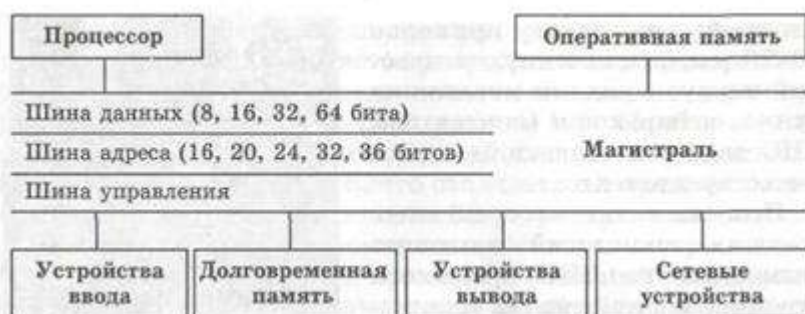 Процессор
Оперативная память
Шина данных (8, 16, 32, 64 бита)
Шина адреса (16, 20, 24, 32, 36 битов)
Магистраль
Шина управления
Устройства
ввода
Долговременная
память
Устройства
вывода
Сетевые
устройства